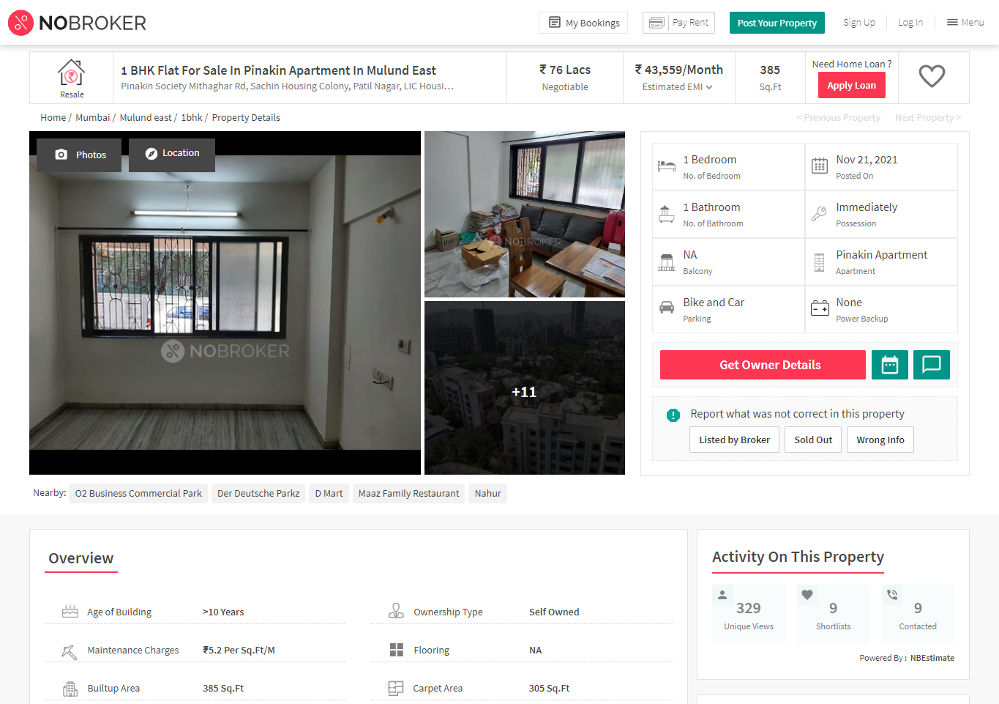 NOBROKER
My Bookings
Pay Rent
Post Your Property
Sign Up
Log In
Menu
Resale
1 BHK Flat For Sale In Pinakin Apartment In Mulund East
Pinakin Society Mithaghar Rd, Sachin Housing Colony, Patil Nagar, LIC Housi...
₹ 76 Lacs
Negotiable
₹ 43,559/Month
Estimated EMI
385
Sq.Ft
Need Home Loan ?
Apply Loan
Home / Mumbai / Mulund east / 1bhk / Property Details
< Previous Property
Next Property >
Photos
Location
NOBROKER
NOBROKER
+11
1 Bedroom
No. of Bedroom
Nov 21, 2021
Posted On
1 Bathroom
No. of Bathroom
Immediately
Possession
NA
Balcony
Pinakin Apartment
Apartment
Bike and Car
Parking
None
Power Backup
Get Owner Details
Report what was not correct in this property
Listed by Broker
Sold Out
Wrong Info
Nearby:
O2 Business Commercial Park
Der Deutsche Parkz
D Mart
Maaz Family Restaurant
Nahur
Overview
Age of Building
>10 Years
Ownership Type
Self Owned
Maintenance Charges
₹5.2 Per Sq.Ft/M
Flooring
NA
Builtup Area
385 Sq.Ft
Carpet Area
305 Sq.Ft
Activity On This Property
329
Unique Views
9
Shortlists
9
Contacted
Powered By : NBEstimate